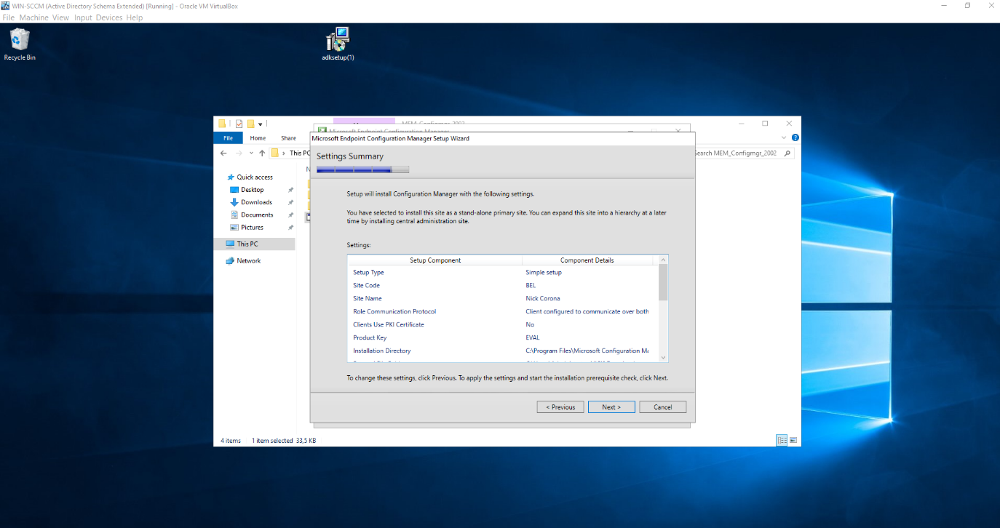 WIN-SCCM (Active Directory Schema Extended) [Running] - Oracle VM VirtualBox
File Machine View Input Devices Help
Recycle Bin
adksetup(1)
MEM_Configmgr_2002
Microsoft Endpoint Configuration Manager
File Home Share
This PC
Search MEM_Configmgr_2002
Quick access
Desktop
Downloads
Documents
Pictures
This PC
Network
Microsoft Endpoint Configuration Manager Setup Wizard
Settings Summary
Setup will install Configuration Manager with the following settings.
You have selected to install this site as a stand-alone primary site. You can expand this site into a hierarchy at a later
time by installing central administration site.
Settings:
Setup Component Component Details
Setup Type Simple setup
Site Code BEL
Site Name Nick Corona
Role Communication Protocol Client configured to communicate over both
Clients Use PKI Certificate No
Product Key EVAL
Installation Directory C:\Program Files\Microsoft Configuration Ma
To change these settings, click Previous. To apply the settings and start the installation prerequisite check, click Next.
< Previous Next > Cancel
4 items 1 item selected 33,5 KB